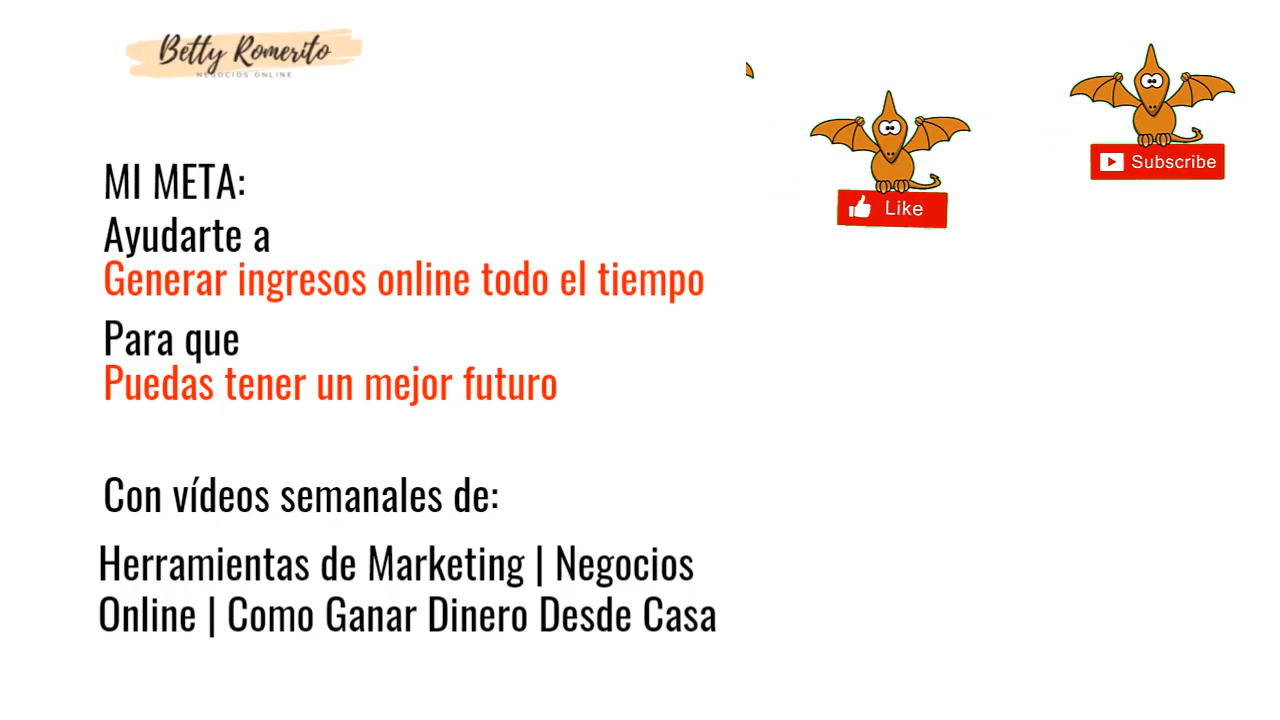 Betty Romerito
NEGOCIOS ONLINE
MI META:
Ayudarte a
Generar ingresos online todo el tiempo
Para que
Puedas tener un mejor futuro
Con vídeos semanales de:
Herramientas de Marketing | Negocios
Online | Como Ganar Dinero Desde Casa
Like
Subscribe